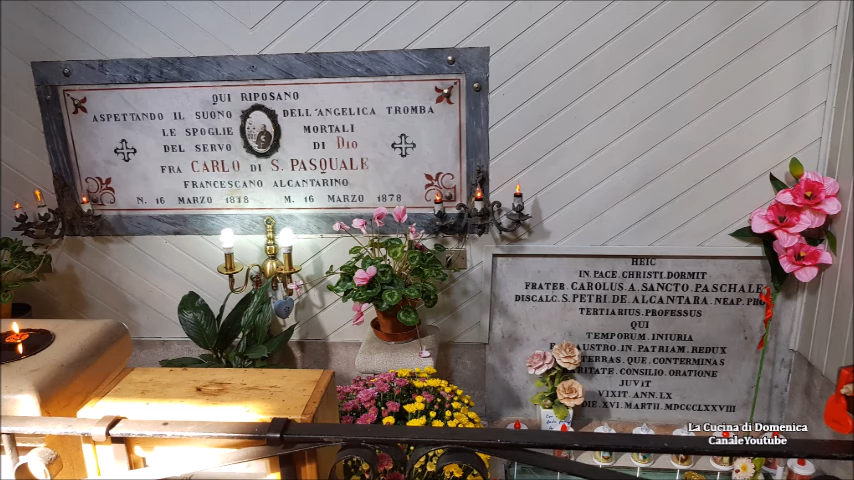 QUI RIPOSANO
ASPETTANDO IL SUONO DELL'ANGELICA TROMBA
LE SPOGLIE MORTALI
DEL SERVO DI DIO
FRA CARLO DI S. PASQUALE
FRANCESCANO ALCANTARINO
N. 16 MARZO 1818 M. 16 MARZO 1878
HEIC
IN PACE CHRISTI DORMIT
FRATER CAROLUS A SANCTO PASCHALE
DISCALC. S. PETRI DE ALCANTARA. NEAP. PRO
TERTIARIUS PROFESSUS
QUI
TEMPORUM INIURIA
IN PATRIAM REDUX
TERRAS QUE CONTERMINAS
CONSILIO ORATIONE
JUVIT
VIXIT ANN. LX
DIE XVI MARTII MDCCCLXXVIII
La Cucina di Domenica
CanaleYoutube